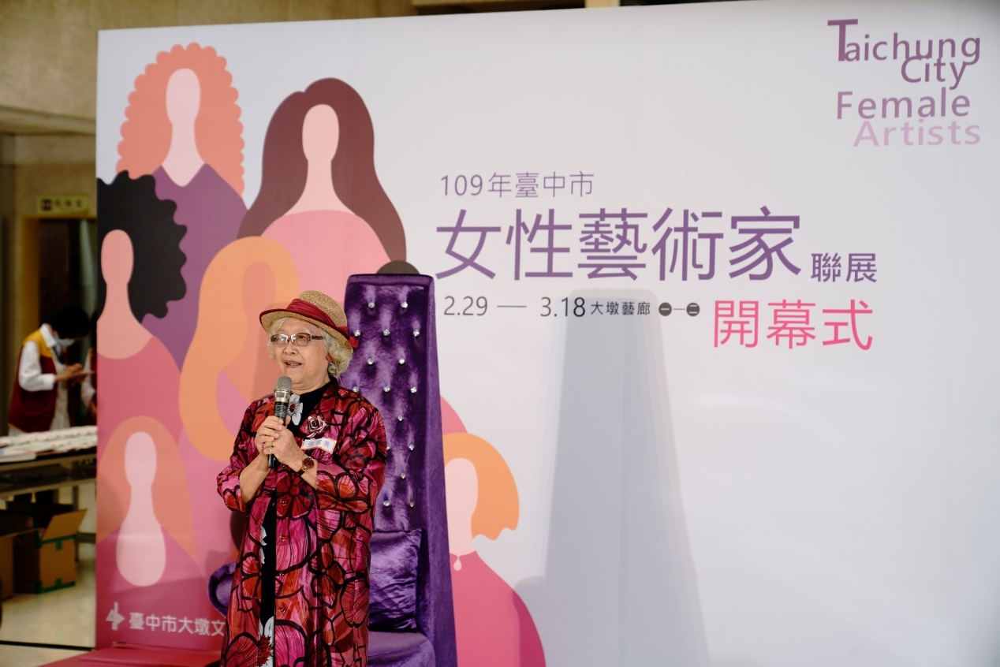 Taichung
City
Female
Artists
109年臺中市
女性藝術家 聯展
2.29 — 3.18 大墩藝廊 一—二
開幕式
臺中市大墩文